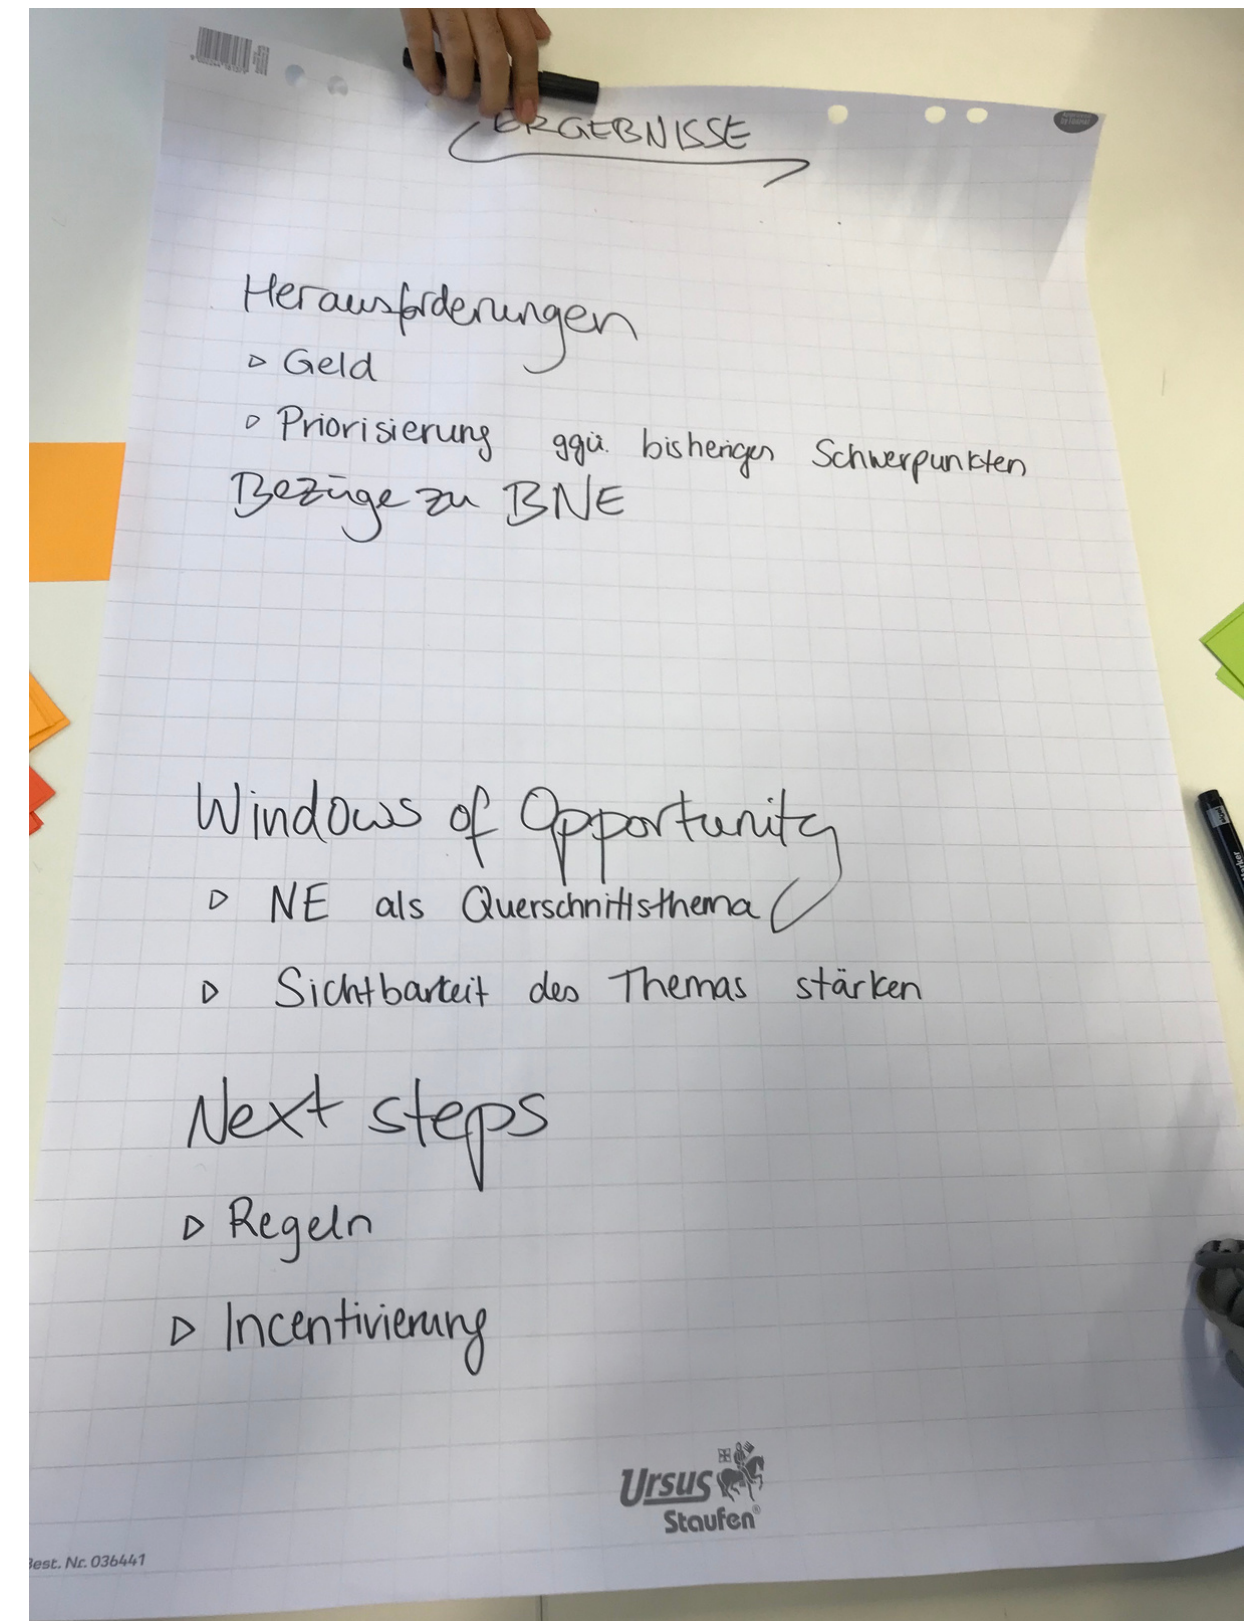 ERGEBNISSE
Herausforderungen
▹ Geld
▹ Priorisierung ggü. bisherigen Schwerpunkten
Bezüge zu BNE
Windows of Opportunity
▹ NE als Querschnittsthema
▹ Sichtbarkeit des Themas stärken
Next steps
▹ Regeln
▹ Incentivierung
Ursus
Staufen®
Best. Nr. 036441